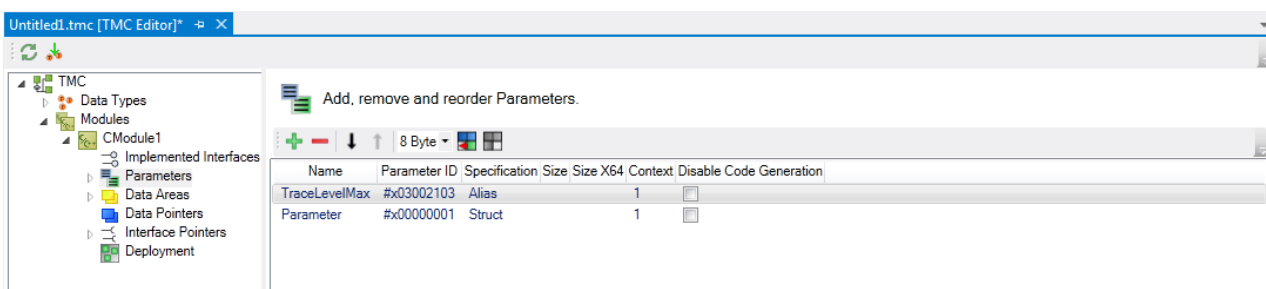 Untitled1.tmc [TMC Editor]*
TMC
Data Types
Modules
CModule1
Implemented Interfaces
Parameters
Data Areas
Data Pointers
Interface Pointers
Deployment
Add, remove and reorder Parameters.
8 Byte
Name Parameter ID Specification Size Size X64 Context Disable Code Generation
TraceLevelMax #x03002103 Alias 1
Parameter #x00000001 Struct 1